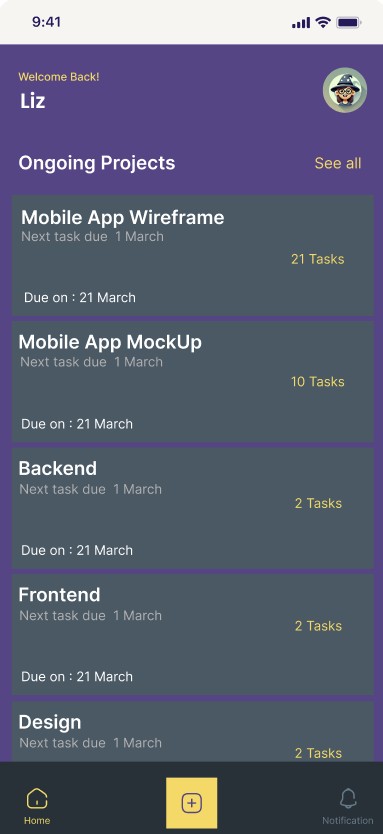 9:41
Welcome Back!
Liz
Ongoing Projects
See all
Mobile App Wireframe
Next task due 1 March
21 Tasks
Due on : 21 March
Mobile App MockUp
Next task due 1 March
10 Tasks
Due on : 21 March
Backend
Next task due 1 March
2 Tasks
Due on : 21 March
Frontend
Next task due 1 March
2 Tasks
Due on : 21 March
Design
Next task due 1 March
2 Tasks
Home
Notification